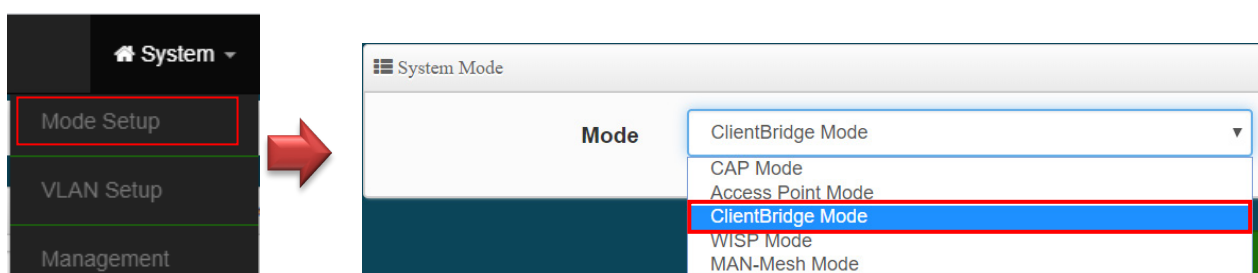 System
Mode Setup
VLAN Setup
Management
System Mode
Mode
ClientBridge Mode
CAP Mode
Access Point Mode
ClientBridge Mode
WISP Mode
MAN-Mesh Mode